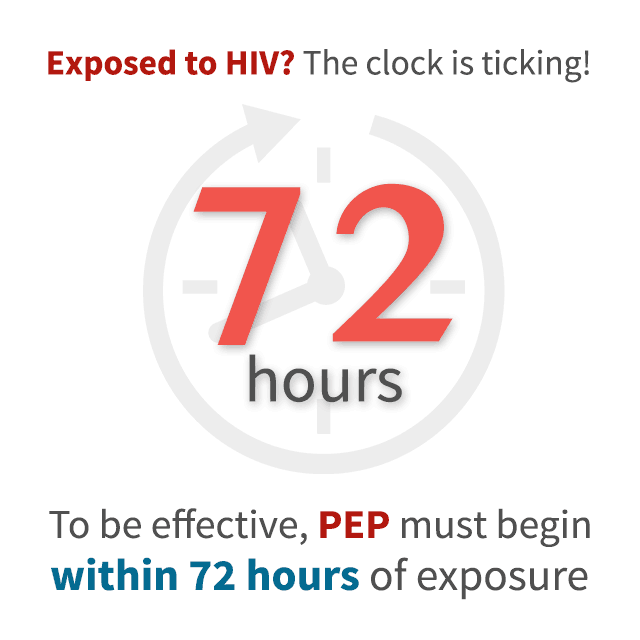 Exposed to HIV? The clock is ticking!
72
hours
To be effective, PEP must begin
within 72 hours of exposure